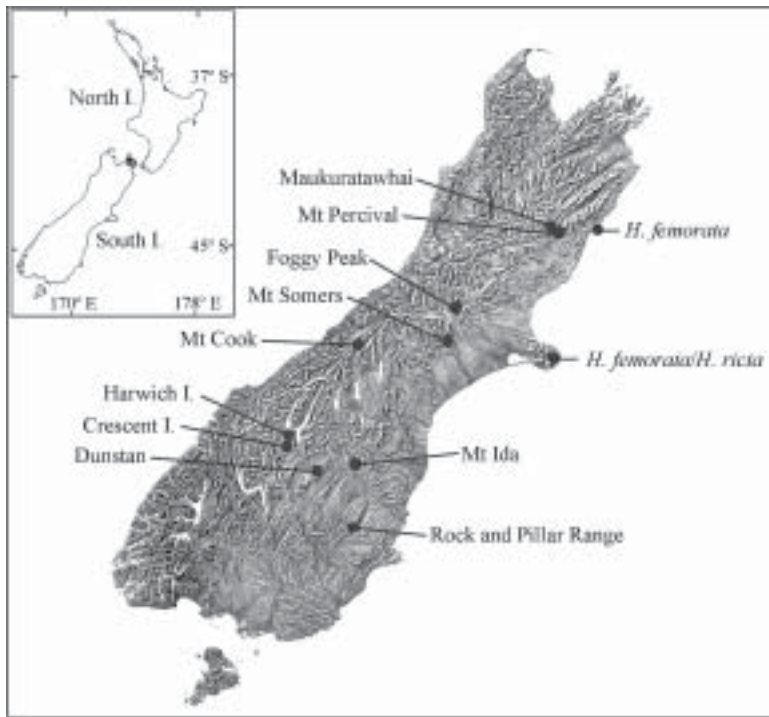 37° S
North I.
South I.
45° S
170° E
178° E
Maukuratawhai
Mt Percival
H. femorata
Foggy Peak
Mt Somers
Mt Cook
H. femorata/H. ricta
Harwich I.
Crescent I.
Dunstan
Mt Ida
Rock and Pillar Range